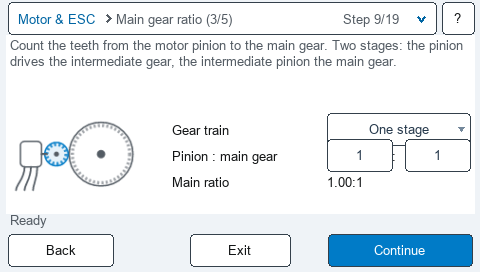 Motor & ESC > Main gear ratio (3/5) Step 9/19 ?
Count the teeth from the motor pinion to the main gear. Two stages: the pinion
drives the intermediate gear, the intermediate pinion the main gear.
Gear train One stage
Pinion : main gear 1 : 1
Main ratio 1.00:1
Ready
Back Exit Continue